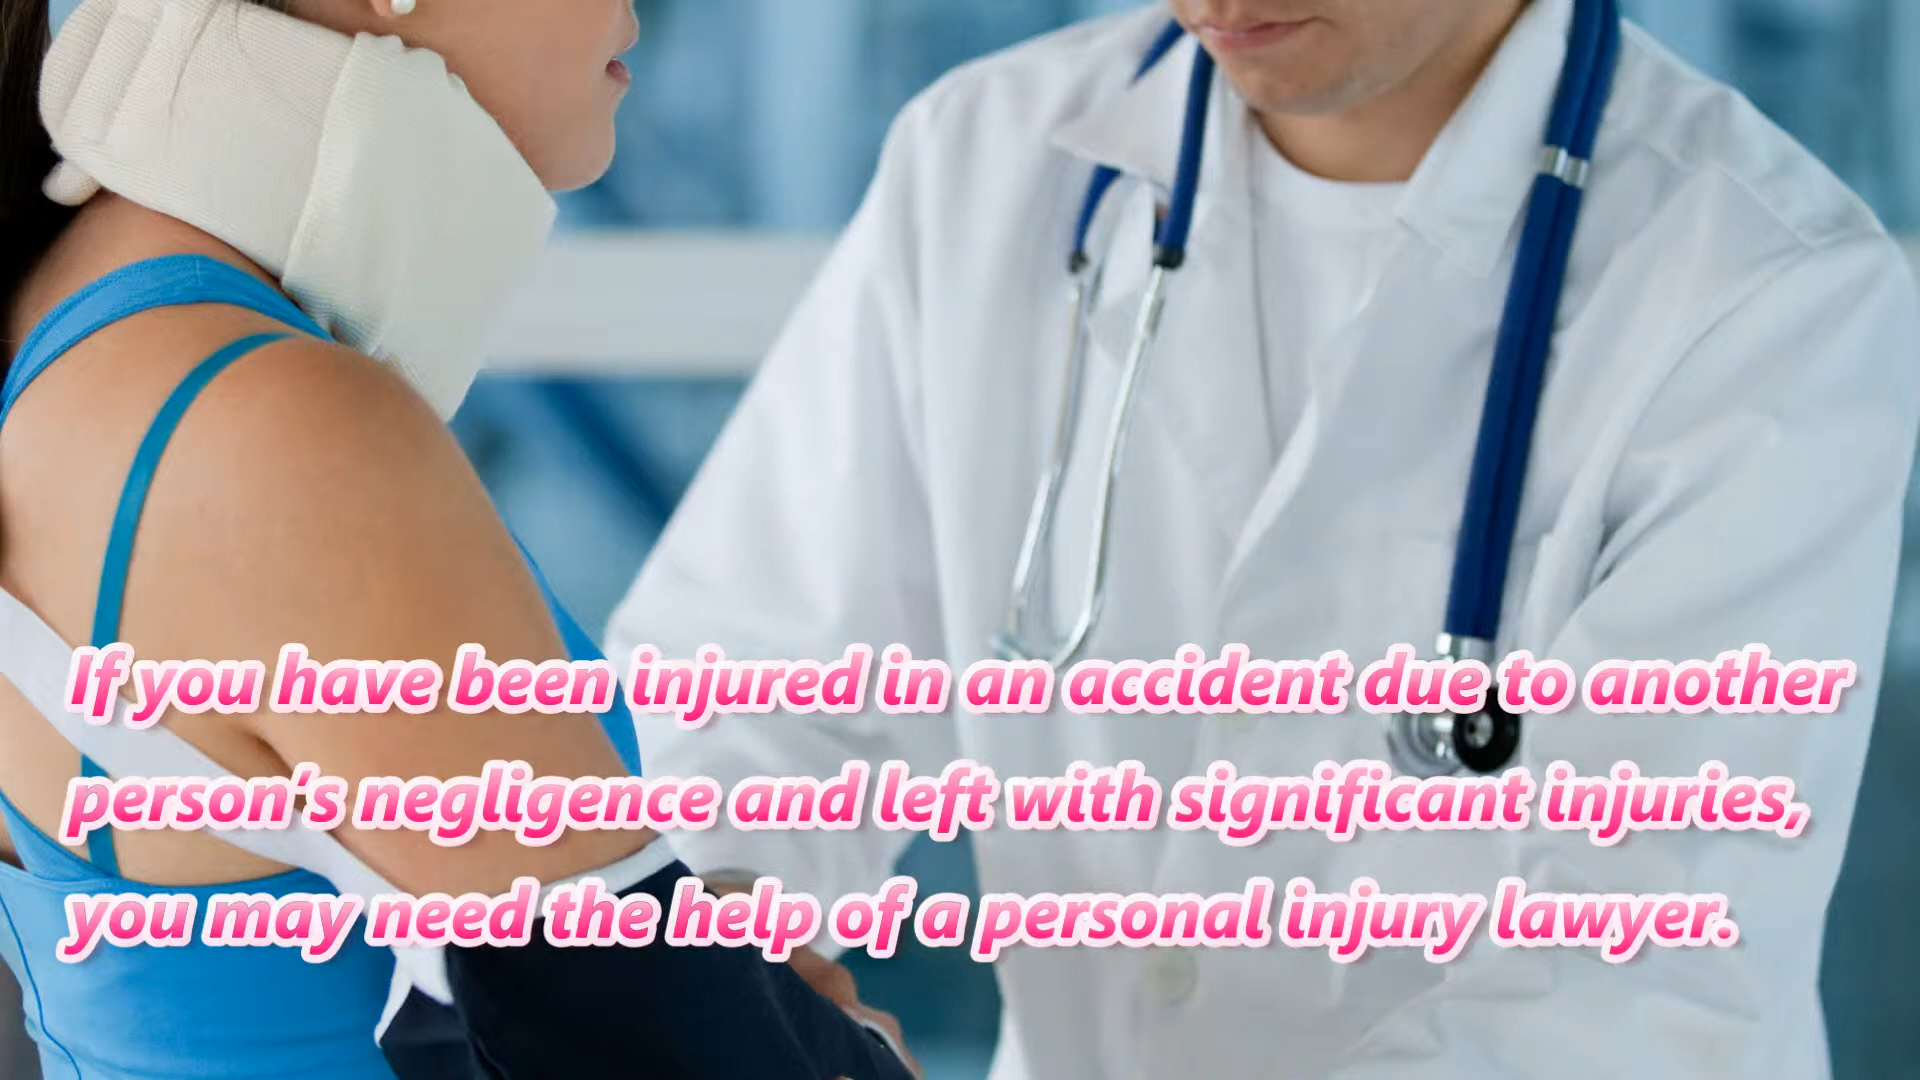 If you have been injured in an accident due to another
person's negligence and left with significant injuries,
you may need the help of a personal injury lawyer.